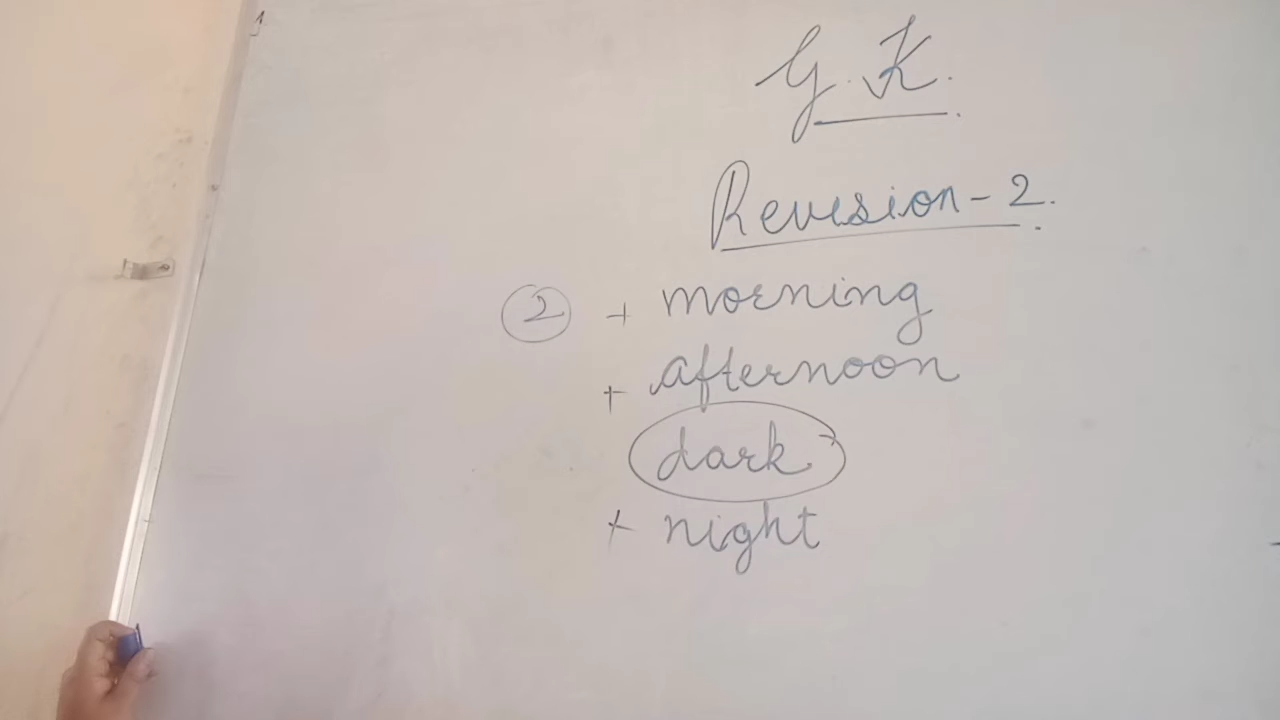 G.K.
Revision-2.
2 + morning
+ afternoon
dark
+ night